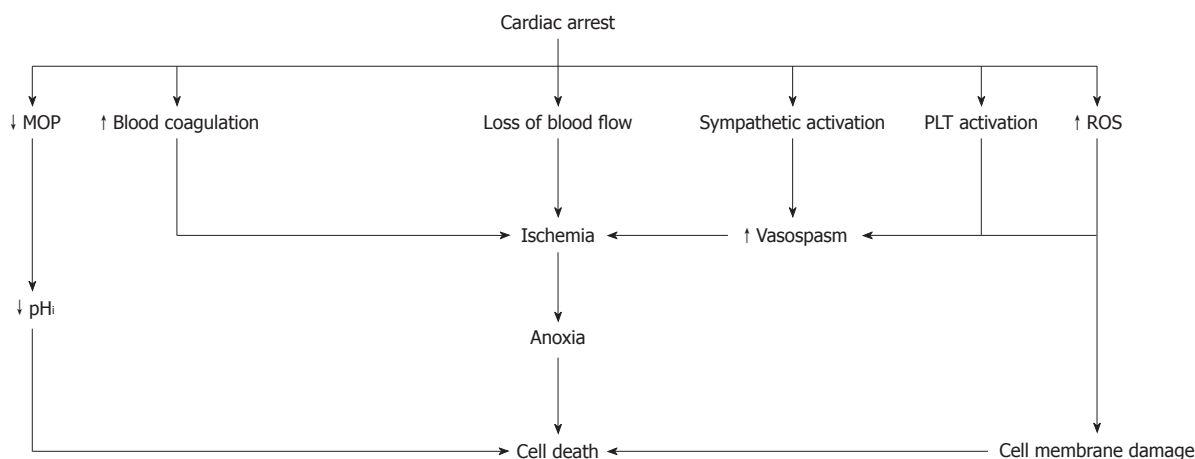 Cardiac arrest
↓ MOP
↑ Blood coagulation
Loss of blood flow
Sympathetic activation
PLT activation
↑ ROS
Ischemia
↑ Vasospasm
↓ pHi
Anoxia
Cell death
Cell membrane damage